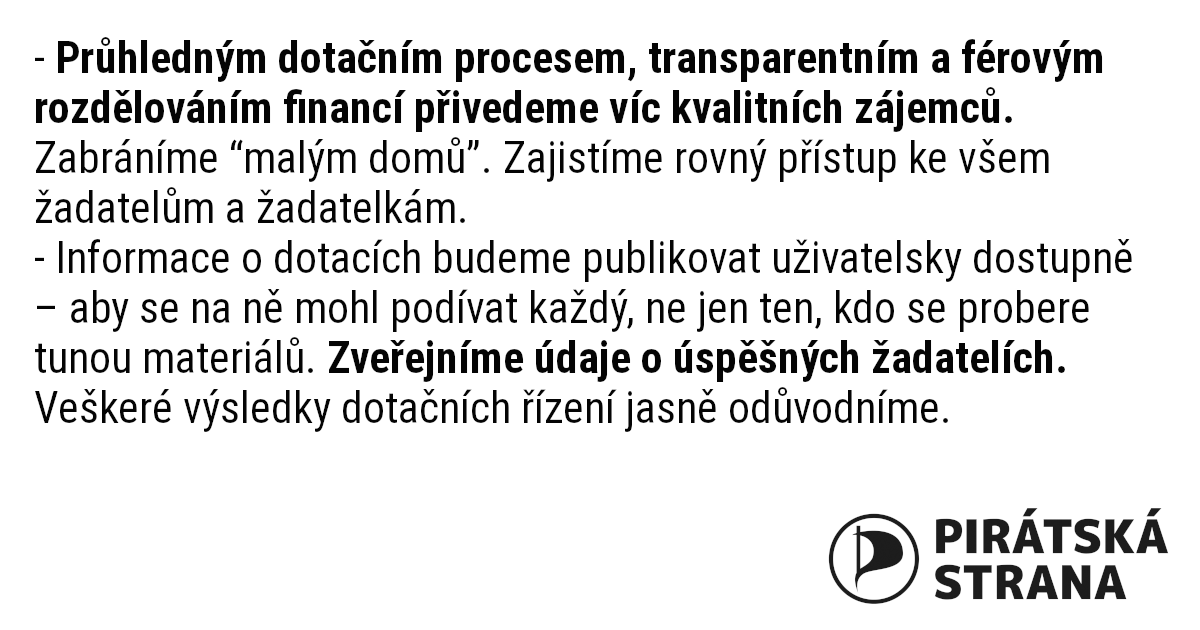 - Průhledným dotačním procesem, transparentním a férovým
rozdělováním financí přivedeme víc kvalitních zájemců.
Zabráníme “malým domů”. Zajistíme rovný přístup ke všem
žadatelům a žadatelkám.
- Informace o dotacích budeme publikovat uživatelsky dostupně
– aby se na ně mohl podívat každý, ne jen ten, kdo se probere
tunou materiálů. Zveřejníme údaje o úspěšných žadatelích.
Veškeré výsledky dotačních řízení jasně odůvodníme.
PIRÁTSKÁ
STRANA